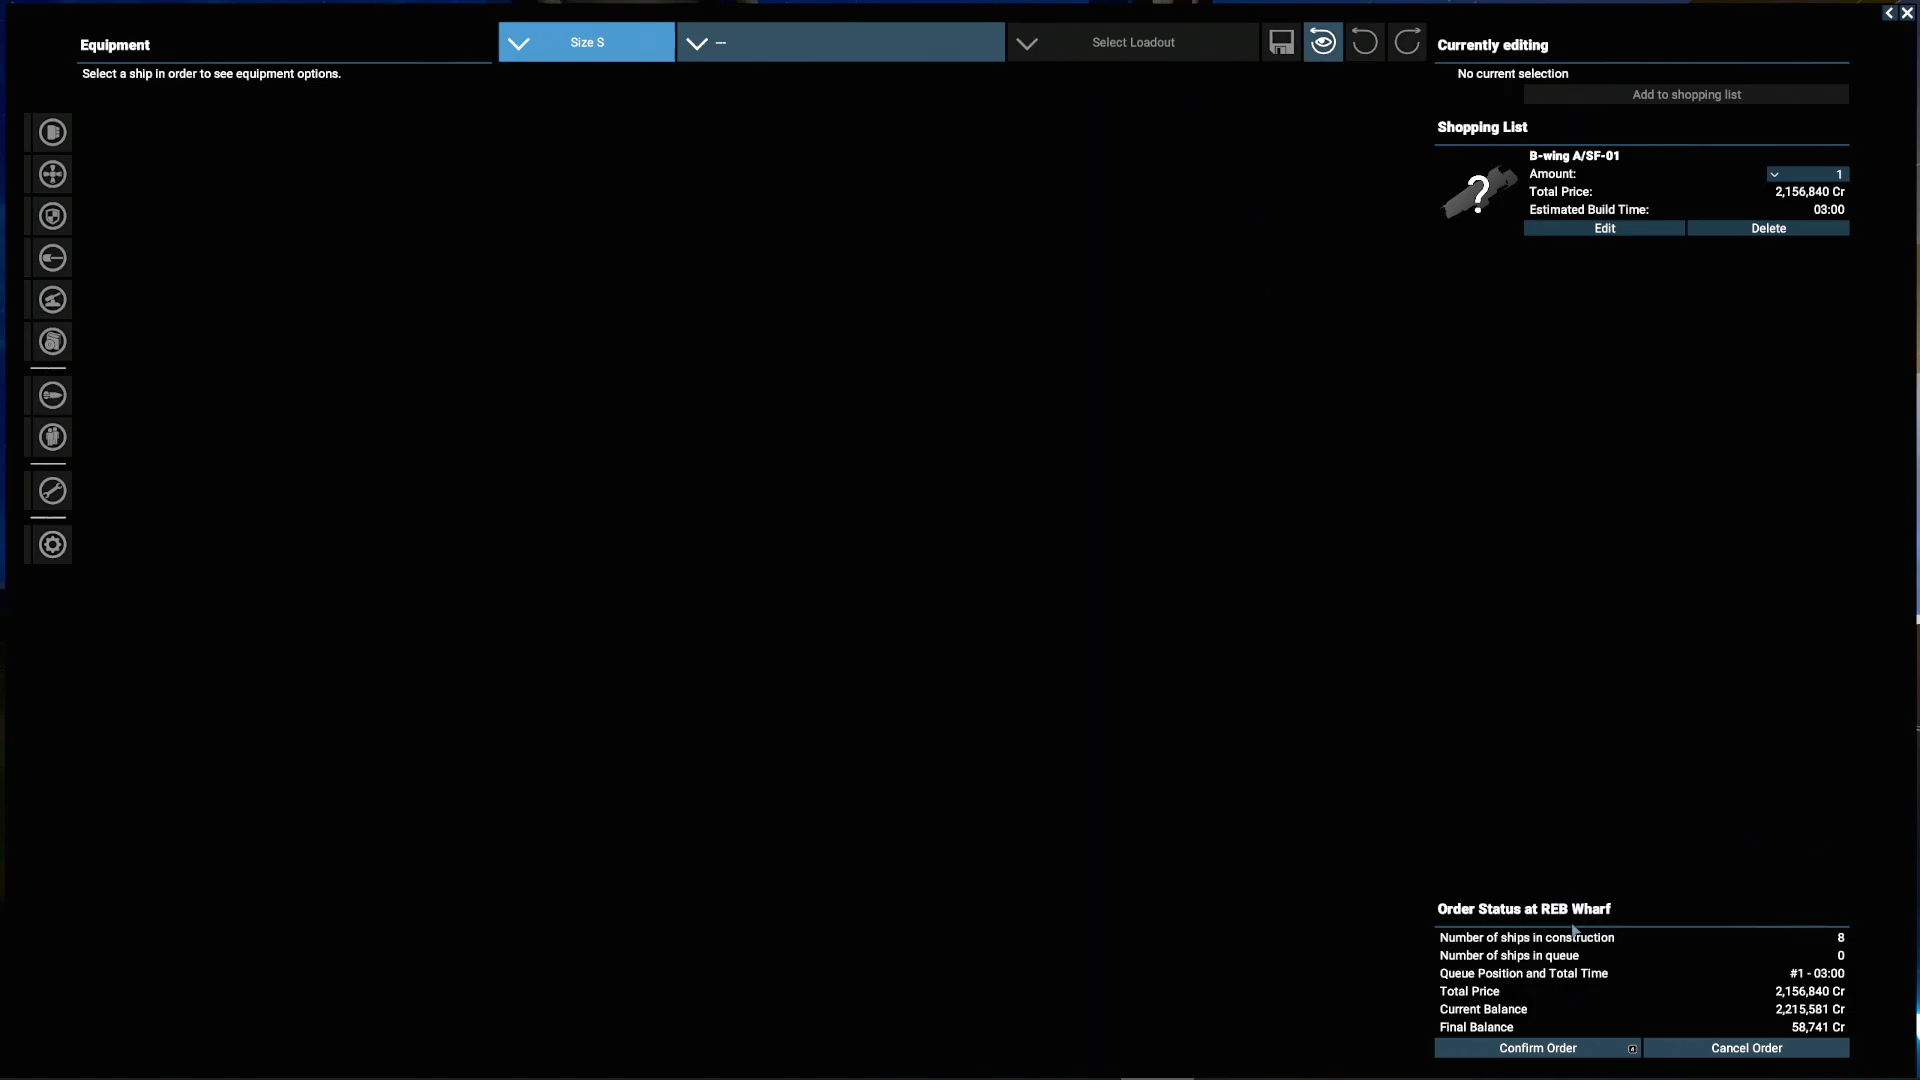 Equipment
Select a ship in order to see equipment options.
Size S
---
Select Loadout
Currently editing
No current selection
Add to shopping list
Shopping List
B-wing A/SF-01
Amount: 1
Total Price: 2,156,840 Cr
Estimated Build Time: 03:00
Edit Delete
?
Order Status at REB Wharf
Number of ships in construction 8
Number of ships in queue 0
Queue Position and Total Time #1 - 03:00
Total Price 2,156,840 Cr
Current Balance 2,215,581 Cr
Final Balance 58,741 Cr
Confirm Order Cancel Order